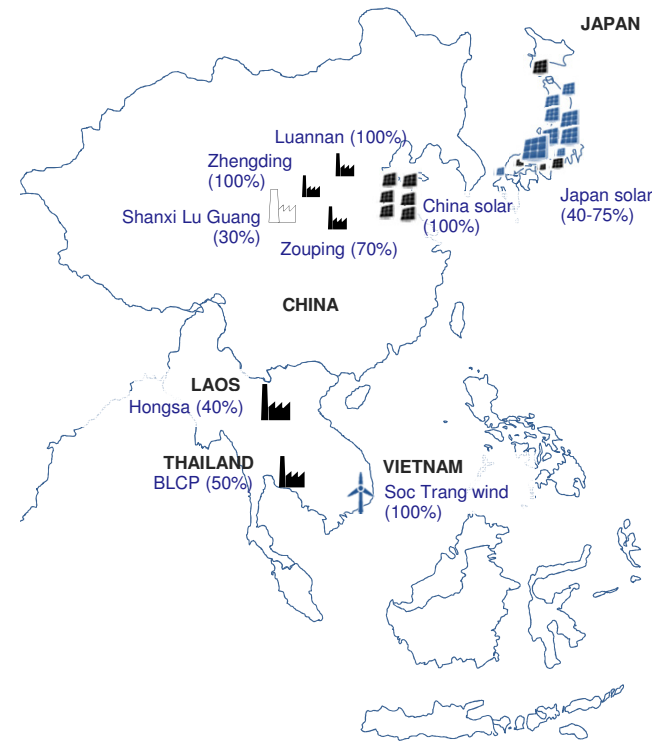 JAPAN
Luannan (100%)
Zhengding
(100%)
Shanxi Lu Guang
(30%)
Zouping (70%)
China solar
(100%)
Japan solar
(40-75%)
CHINA
LAOS
Hongsa (40%)
THAILAND
BLCP (50%)
VIETNAM
Soc Trang wind
(100%)